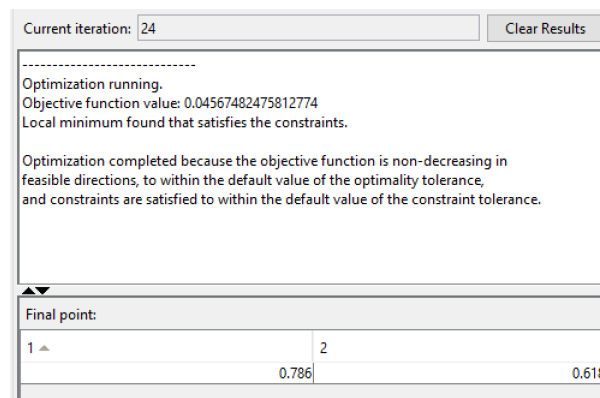 Current iteration: 24 Clear Results
-----------------------------
Optimization running.
Objective function value: 0.04567482475812774
Local minimum found that satisfies the constraints.
Optimization completed because the objective function is non-decreasing in
feasible directions, to within the default value of the optimality tolerance,
and constraints are satisfied to within the default value of the constraint tolerance.
Final point:
1 2
0.786 0.618